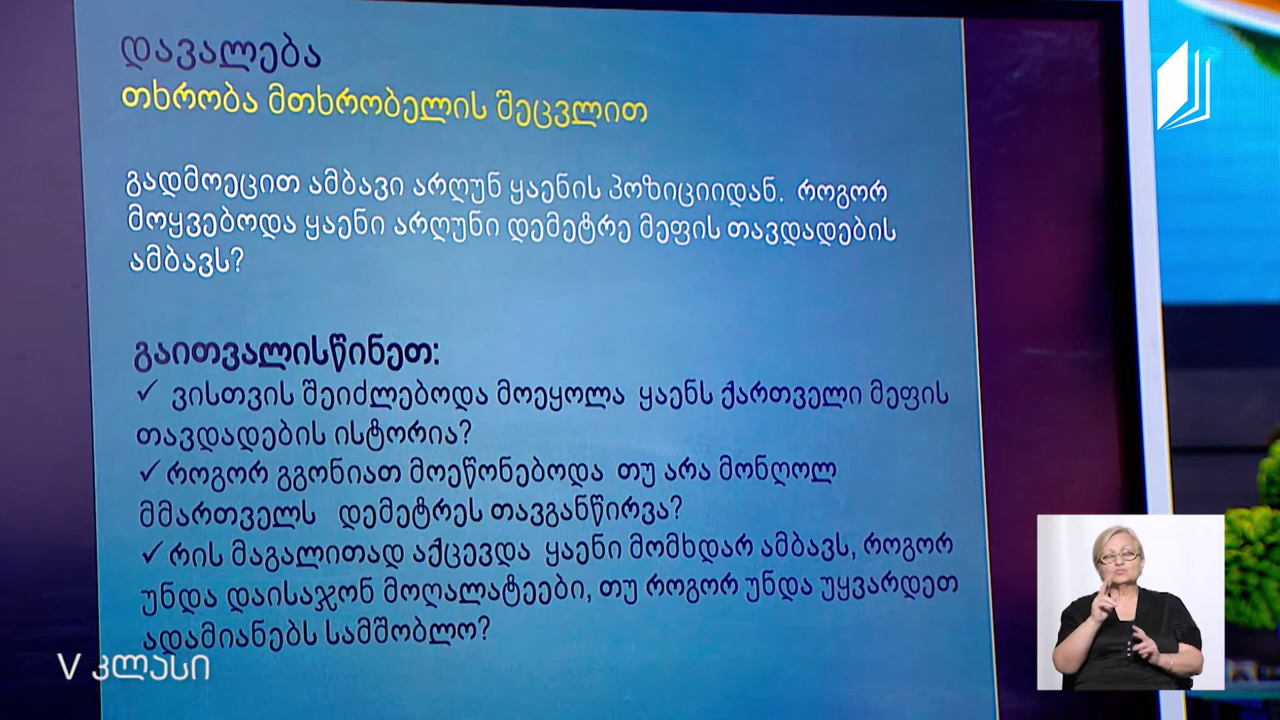 დავალება
თხრობა მთხრობელის შეცვლით
გადმოეცით ამბავი არღუნ ყაენის პოზიციიდან. როგორ
მოყვებოდა ყაენი არღუნი დემეტრე მეფის თავდადების
ამბავს?
გაითვალისწინეთ:
✓ ვისთვის შეიძლებოდა მოეყოლა ყაენს ქართველი მეფის
თავდადების ისტორია?
✓ როგორ გგონიათ მოეწონებოდა თუ არა მონღოლ
მმართველს დემეტრეს თავგანწირვა?
✓ რის მაგალითად აქცევდა ყაენი მომხდარ ამბავს, როგორ
უნდა დაისაჯონ მოღალატეები, თუ როგორ უნდა უყვარდეთ
ადამიანებს სამშობლო?
V კლასი